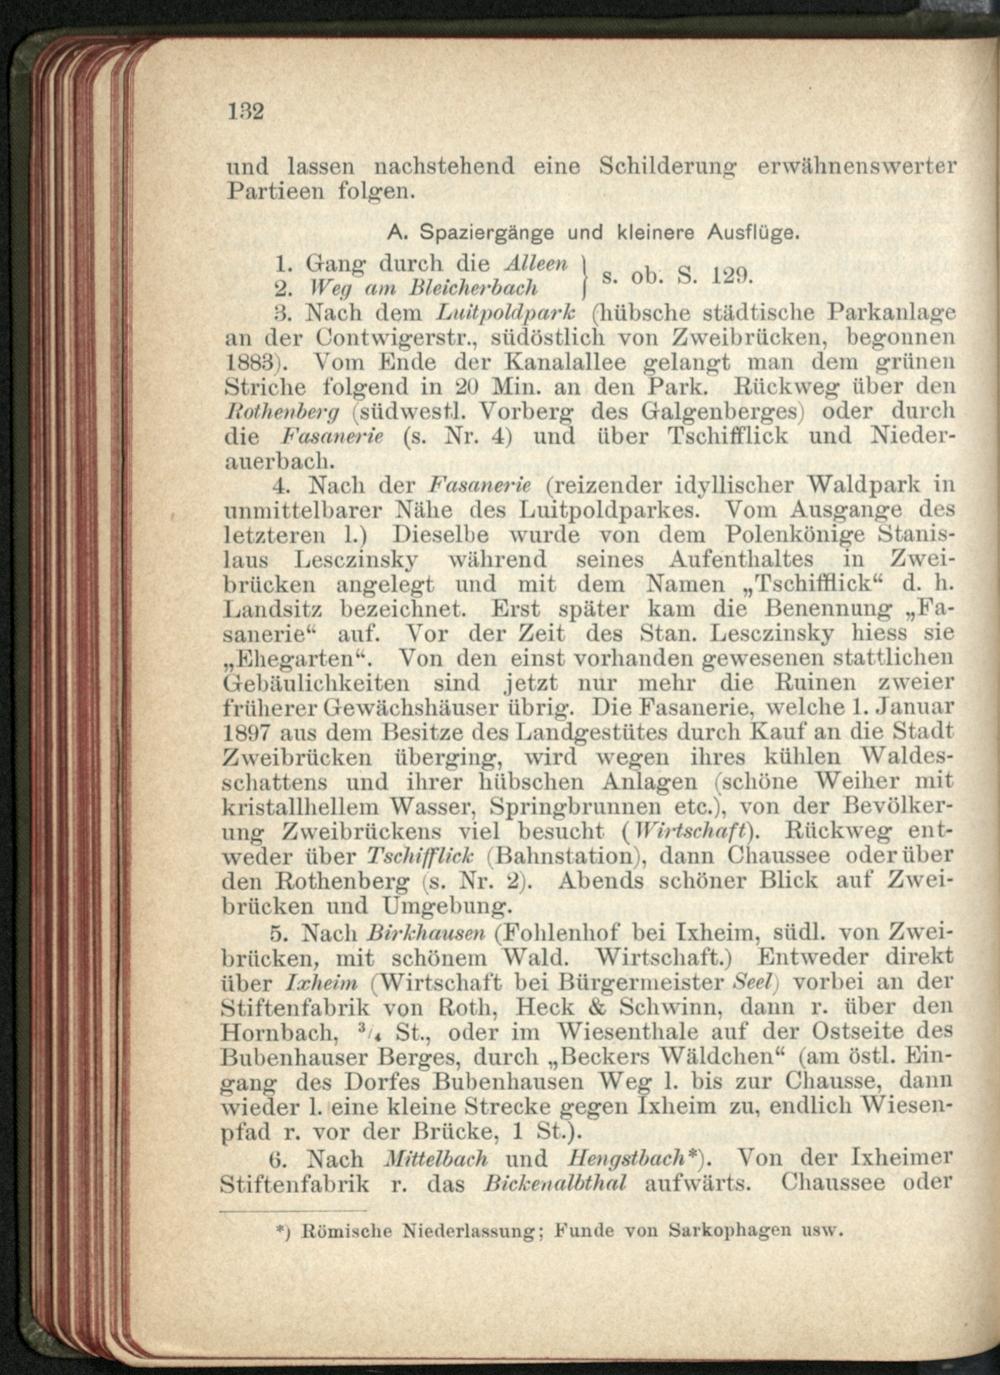 132
und lassen nachstehend eine Schilderung erwähnenswerter
Partieen folgen.
A. Spaziergänge und kleinere Ausflüge.
1. Gang durch die Alleen } s. ob. S. 129.
2. Weg am Bleicherbach
3. Nach dem Luitpoldpark (hübsche städtische Parkanlage
an der Contwigerstr., südöstlich von Zweibrücken, begonnen
1883). Vom Ende der Kanalallee gelangt man dem grünen
Striche folgend in 20 Min. an den Park. Rückweg über den
Rothenberg (südwestl. Vorberg des Galgenberges) oder durch
die Fasanerie (s. Nr. 4) und über Tschifflick und Nieder-
auerbach.
4. Nach der Fasanerie (reizender idyllischer Waldpark in
unmittelbarer Nähe des Luitpoldparkes. Vom Ausgange des
letzteren l.) Dieselbe wurde von dem Polenkönige Stanis-
laus Lesczinsky während seines Aufenthaltes in Zwei-
brücken angelegt und mit dem Namen „Tschifflick“ d. h.
Landsitz bezeichnet. Erst später kam die Benennung „Fa-
sanerie“ auf. Vor der Zeit des Stan. Lesczinsky hiess sie
„Ehegarten“. Von den einst vorhanden gewesenen stattlichen
Gebäulichkeiten sind jetzt nur mehr die Ruinen zweier
früherer Gewächshäuser übrig. Die Fasanerie, welche 1. Januar
1897 aus dem Besitze des Landgestütes durch Kauf an die Stadt
Zweibrücken überging, wird wegen ihres kühlen Waldes-
schattens und ihrer hübschen Anlagen (schöne Weiher mit
kristallhellem Wasser, Springbrunnen etc.), von der Bevölker-
ung Zweibrückens viel besucht (Wirtschaft). Rückweg ent-
weder über Tschifflick (Bahnstation), dann Chaussee oder über
den Rothenberg (s. Nr. 2). Abends schöner Blick auf Zwei-
brücken und Umgebung.
5. Nach Birkhausen (Fohlenhof bei Ixheim, südl. von Zwei-
brücken, mit schönem Wald. Wirtschaft.) Entweder direkt
über Ixheim (Wirtschaft bei Bürgermeister Seel) vorbei an der
Stiftenfabrik von Roth, Heck & Schwinn, dann r. über den
Hornbach, 3/4 St., oder im Wiesenthale auf der Ostseite des
Bubenhauser Berges, durch „Beckers Wäldchen“ (am östl. Ein-
gang des Dorfes Bubenhausen Weg l. bis zur Chausse, dann
wieder l. eine kleine Strecke gegen Ixheim zu, endlich Wiesen-
pfad r. vor der Brücke, 1 St.).
6. Nach Mittelbach und Hengstbach*). Von der Ixheimer
Stiftenfabrik r. das Bickenalbthal aufwärts. Chaussee oder
*) Römische Niederlassung; Funde von Sarkophagen usw.